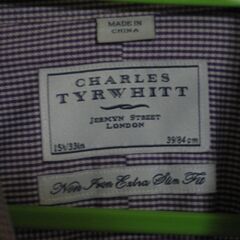 MADE IN
CHINA
CHARLES
TYRWHITT
JERMYN STREET
LONDON
15½/33in
39/84cm
Non Iron Extra Slim Fit